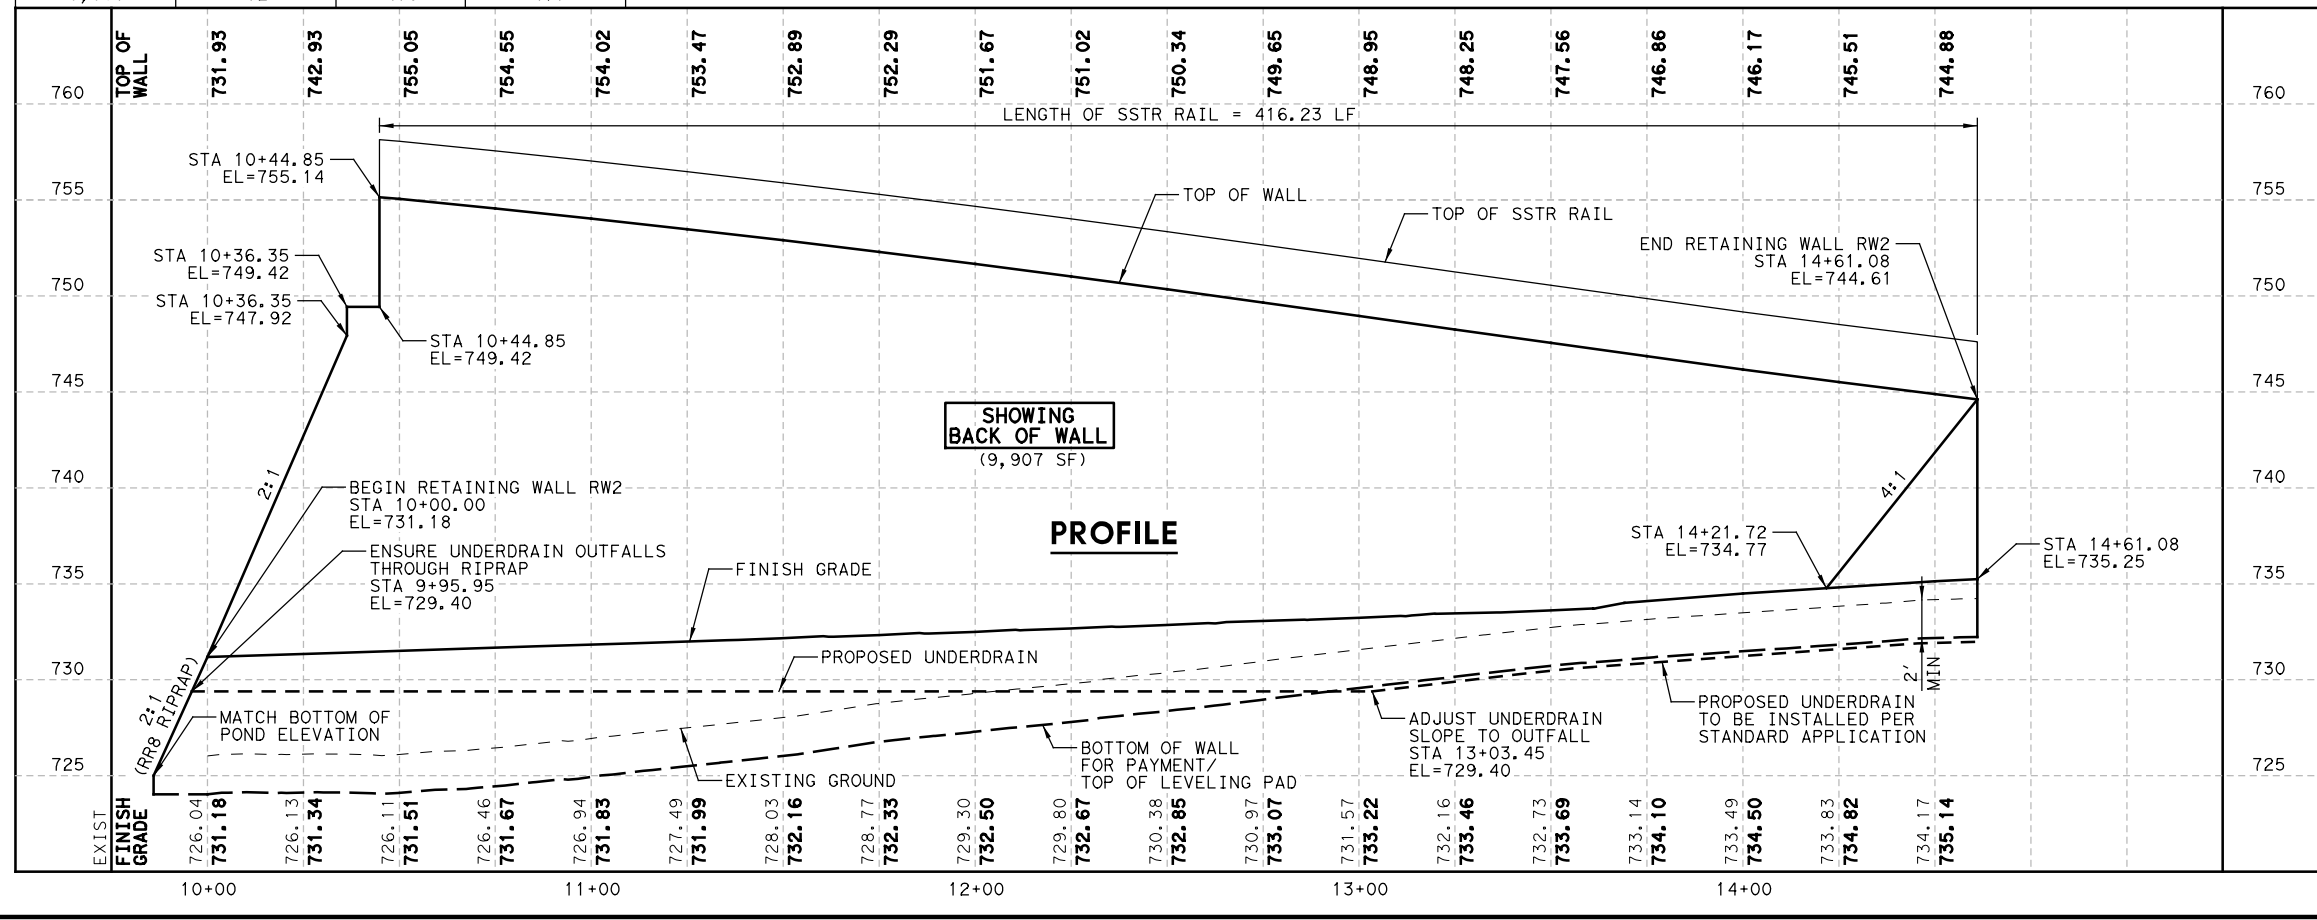 TOP OF
WALL
731.93
742.93
755.05
754.55
754.02
753.47
752.89
752.29
751.67
751.02
750.34
749.65
748.95
748.25
747.56
746.86
746.17
745.51
744.88
760
760
LENGTH OF SSTR RAIL = 416.23 LF
STA 10+44.85
EL=755.14
755
755
TOP OF WALL
TOP OF SSTR RAIL
STA 10+36.35
EL=749.42
END RETAINING WALL RW2
STA 14+61.08
EL=744.61
750
750
STA 10+36.35
EL=747.92
STA 10+44.85
EL=749.42
745
745
SHOWING
BACK OF WALL
(9,907 SF)
740
740
2:1
4:1
BEGIN RETAINING WALL RW2
STA 10+00.00
EL=731.18
PROFILE
STA 14+21.72
EL=734.77
STA 14+61.08
EL=735.25
ENSURE UNDERDRAIN OUTFALLS
THROUGH RIPRAP
STA 9+95.95
EL=729.40
735
735
FINISH GRADE
730
730
PROPOSED UNDERDRAIN
2'
MIN
2:1
(RR8 RIPRAP)
MATCH BOTTOM OF
POND ELEVATION
PROPOSED UNDERDRAIN
TO BE INSTALLED PER
STANDARD APPLICATION
ADJUST UNDERDRAIN
SLOPE TO OUTFALL
STA 13+03.45
EL=729.40
BOTTOM OF WALL
FOR PAYMENT/
TOP OF LEVELING PAD
EXISTING GROUND
725
725
EXIST
FINISH
GRADE
726.04
731.18
726.13
731.34
726.11
731.51
726.46
731.67
726.94
731.83
727.49
731.99
728.03
732.16
728.77
732.33
729.30
732.50
729.80
732.67
730.38
732.85
730.97
733.07
731.57
733.22
732.16
733.46
732.73
733.69
733.14
734.10
733.49
734.50
733.83
734.82
734.17
735.14
10+00
11+00
12+00
13+00
14+00